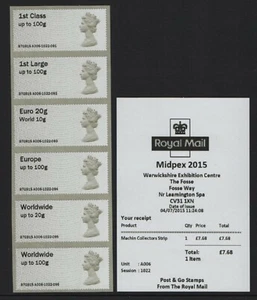 1st Class
up to 100g
1st Large
up to 100g
Euro 20g
World 10g
Europe
up to 100g
Worldwide
up to 20g
Worldwide
up to 100g
Royal Mail
Midpex 2015
Warwickshire Exhibition Centre
The Fosse
Fosse Way
Nr Leamington Spa
CV31 1XN
Date of Issue
04/07/2015 11:24:08
Your receipt
Product Qty Price Total
Machin Collectors Strip 1 £7.68 £7.68
Total: £7.68
1 Item
Unit : A006
Session : 1022
Post & Go Stamps
From The Royal Mail